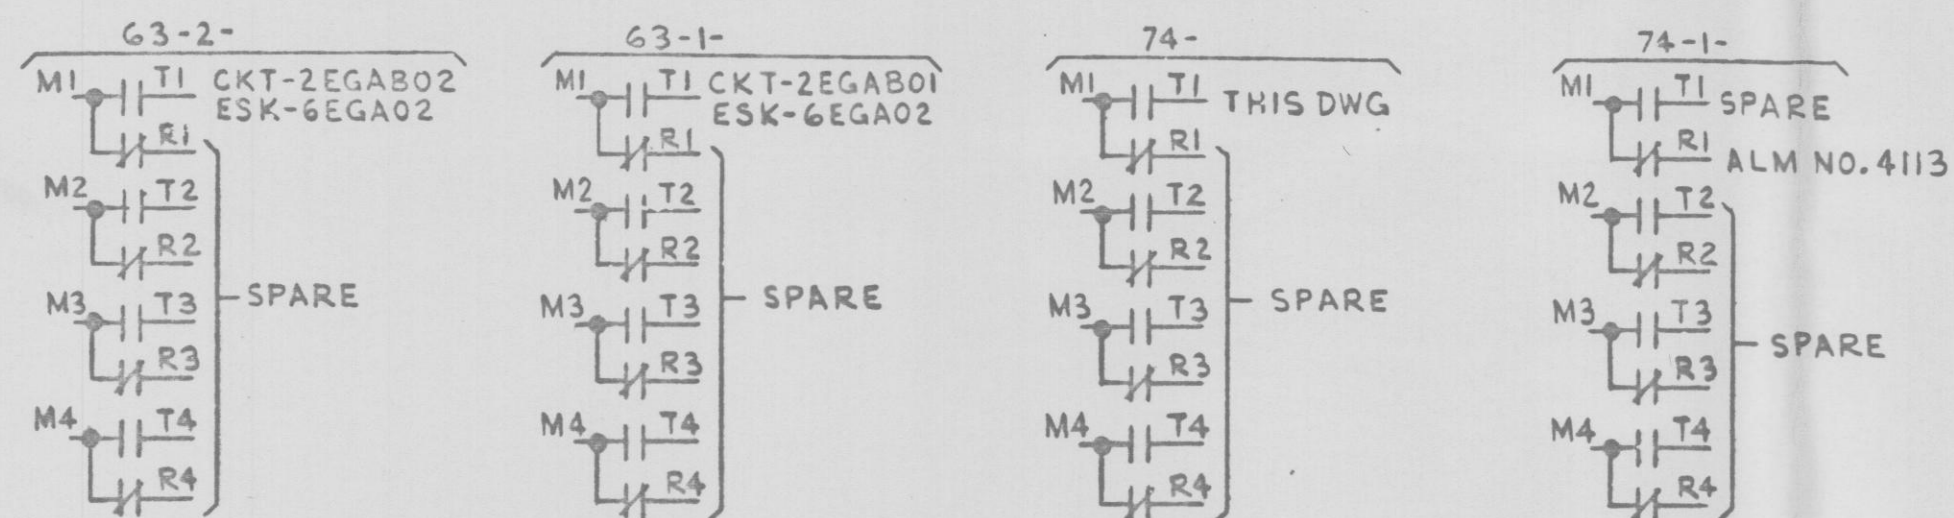 63-2-
M1 T1 CKT-2EGAB02
ESK-6EGA02
R1
M2 T2
R2
SPARE
M3 T3
R3
M4 T4
R4
63-1-
M1 T1 CKT-2EGAB01
ESK-6EGA02
R1
M2 T2
R2
SPARE
M3 T3
R3
M4 T4
R4
74-
M1 T1 THIS DWG
R1
M2 T2
R2
SPARE
M3 T3
R3
M4 T4
R4
74-1-
M1 T1 SPARE
R1 ALM NO. 4113
M2 T2
R2
M3 T3
SPARE
R3
M4 T4
R4